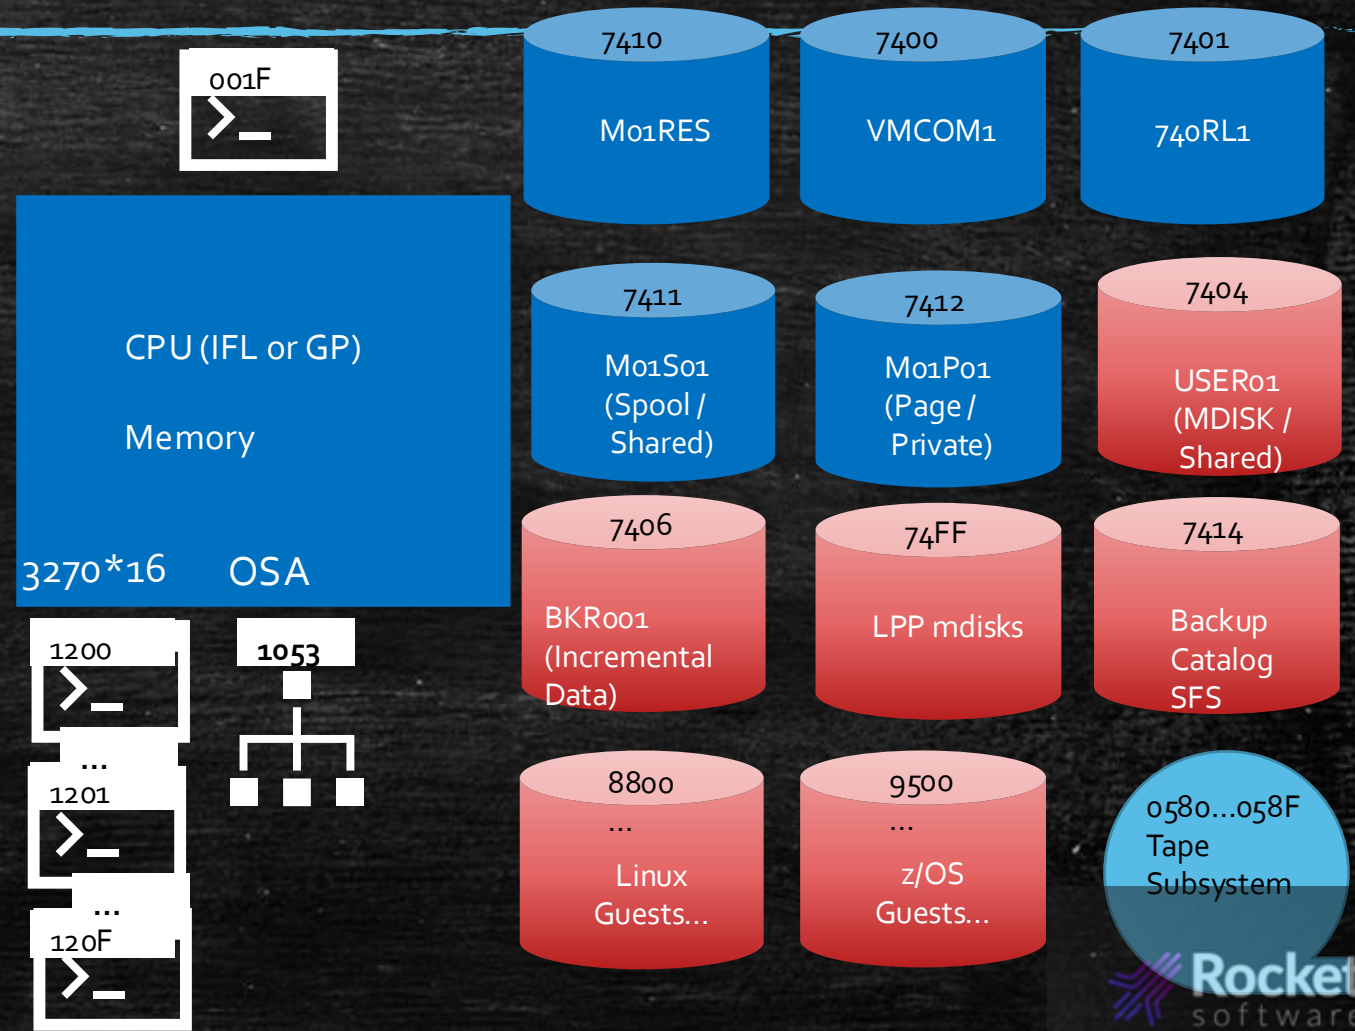 7410
7400
7401
001F
M01RES
VMCOM1
740RL1
7411
7412
7404
CPU (IFL or GP)
M01S01
(Spool /
Shared)
M01P01
(Page /
Private)
USER01
(MDISK /
Shared)
Memory
7406
74FF
7414
3270*16
OSA
BKR001
(Incremental
Data)
LPP mdisks
Backup
Catalog
SFS
1200
1053
...
1201
...
120F
8800
...
Linux
Guests...
9500
...
z/OS
Guests...
0580...058F
Tape
Subsystem
Rocket
software